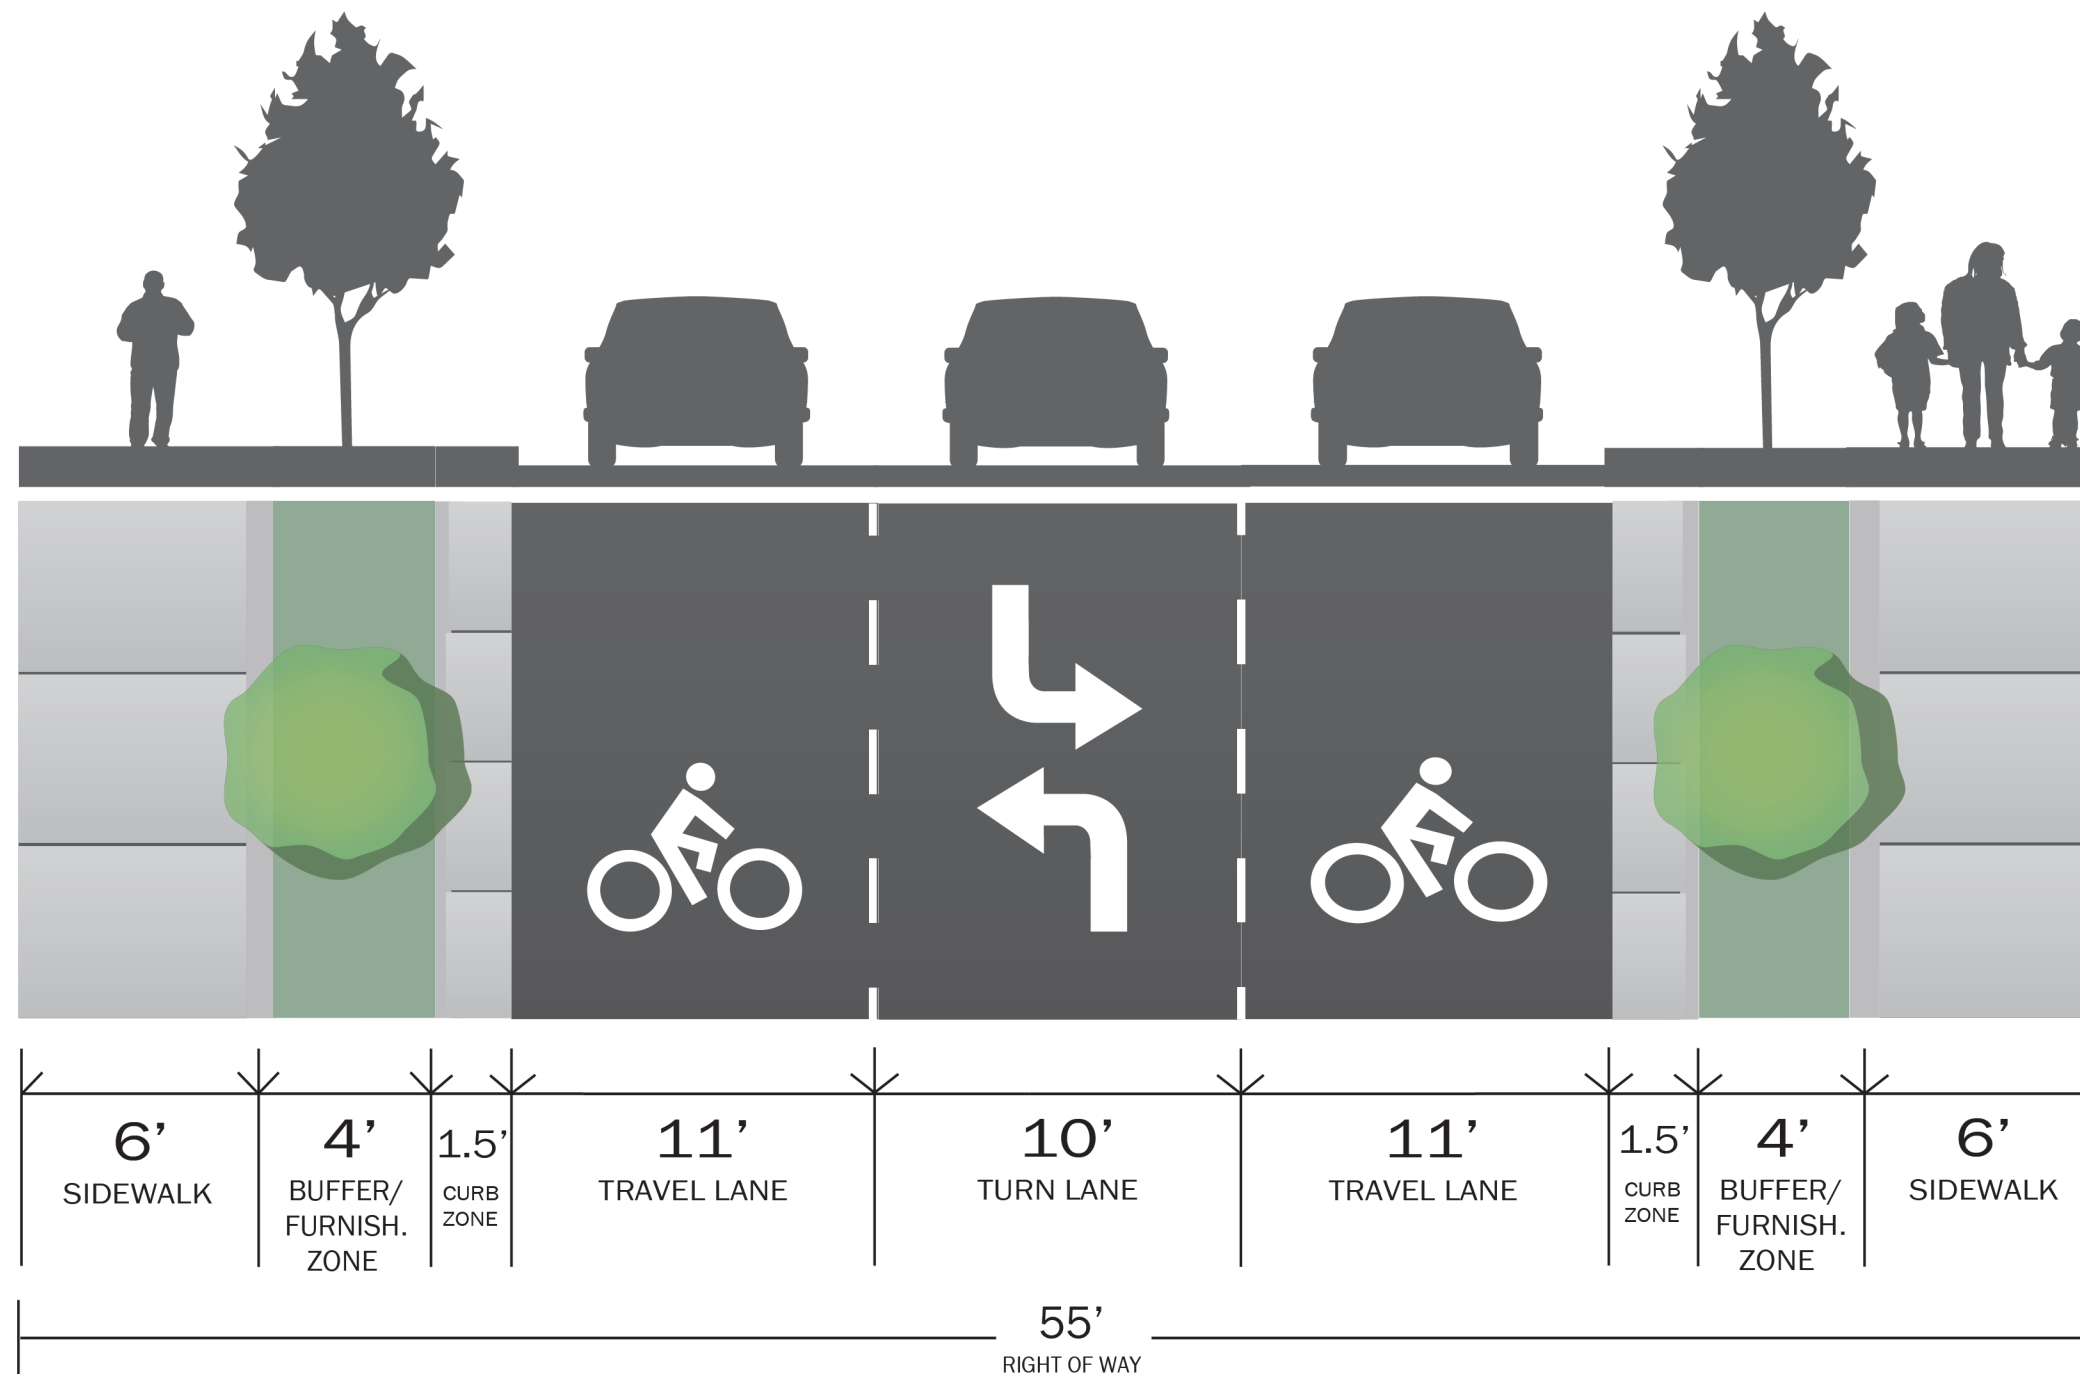 6’ 4’ 1.5’ 11’ 10’ 11’ 1.5’ 4’ 6’
SIDEWALK BUFFER/ CURB TRAVEL LANE TURN LANE TRAVEL LANE CURB BUFFER/ SIDEWALK
FURNISH. ZONE ZONE FURNISH.
ZONE ZONE
55’
RIGHT OF WAY